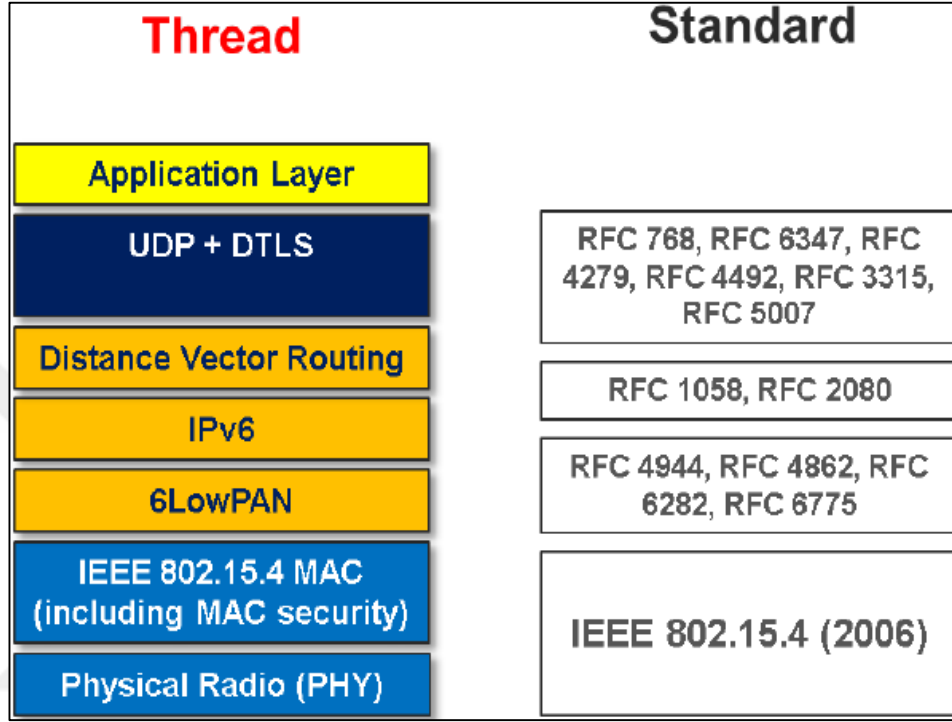 Thread
Standard
Application Layer
UDP + DTLS
RFC 768, RFC 6347, RFC
4279, RFC 4492, RFC 3315,
RFC 5007
Distance Vector Routing
RFC 1058, RFC 2080
IPv6
RFC 4944, RFC 4862, RFC
6282, RFC 6775
6LowPAN
IEEE 802.15.4 MAC
(including MAC security)
IEEE 802.15.4 (2006)
Physical Radio (PHY)